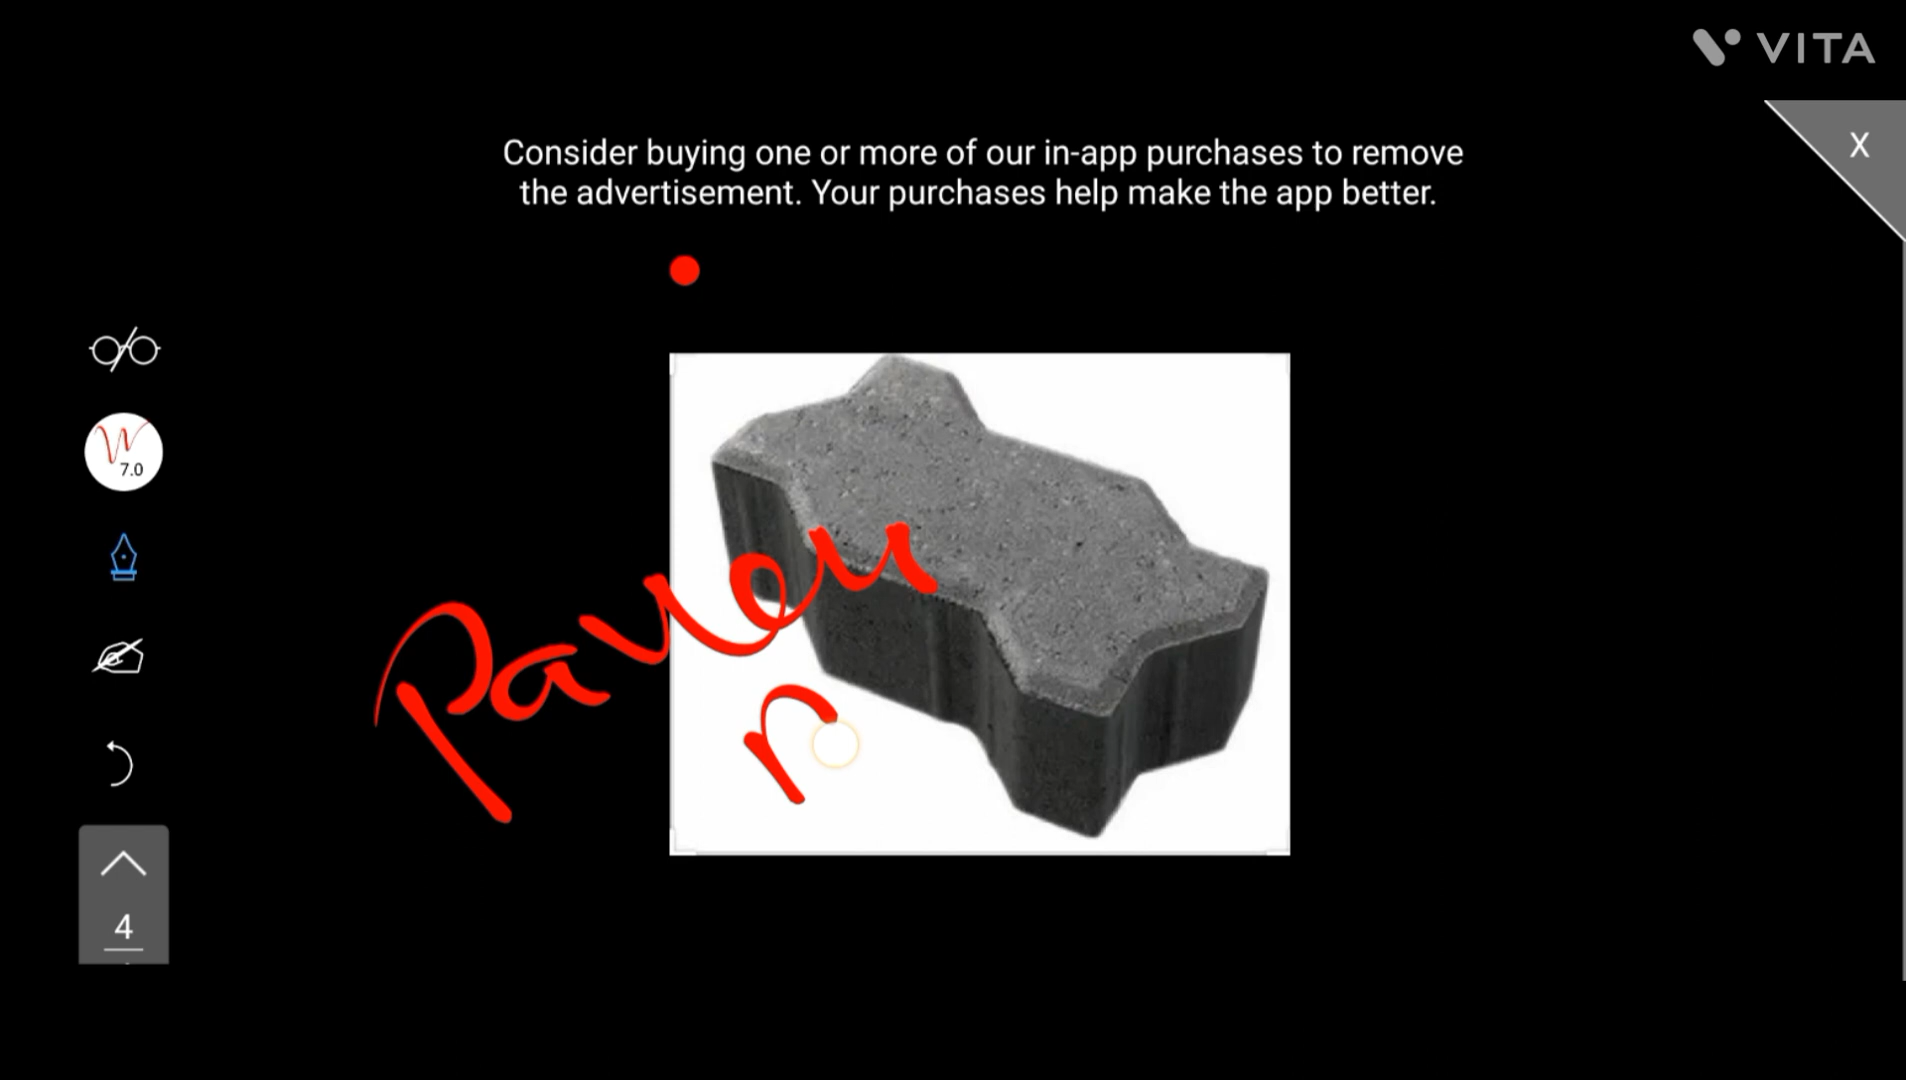 VITA
X
Consider buying one or more of our in-app purchases to remove
the advertisement. Your purchases help make the app better.
7.0
Paver
4